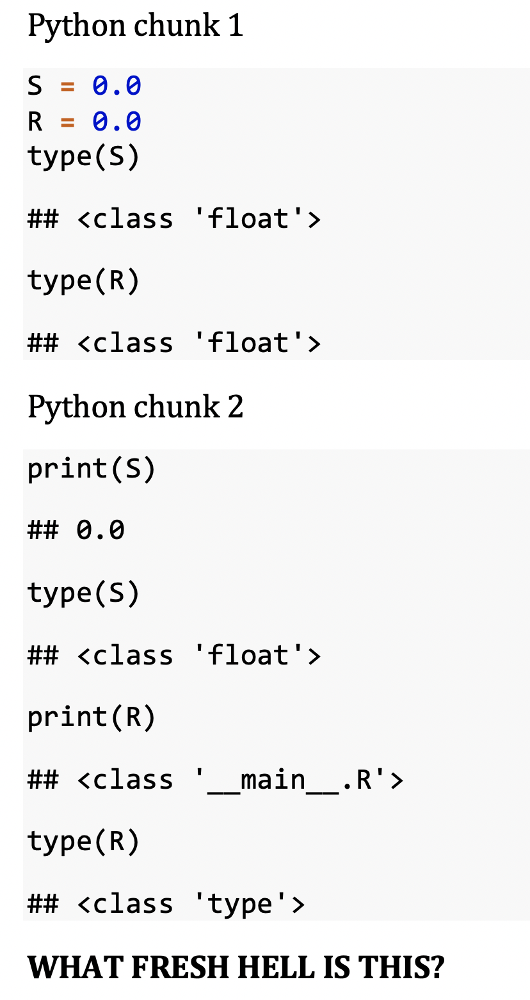 Python chunk 1
S = 0.0
R = 0.0
type(S)
## <class 'float'>
type(R)
## <class 'float'>
Python chunk 2
print(S)
## 0.0
type(S)
## <class 'float'>
print(R)
## <class '__main__.R'>
type(R)
## <class 'type'>
WHAT FRESH HELL IS THIS?